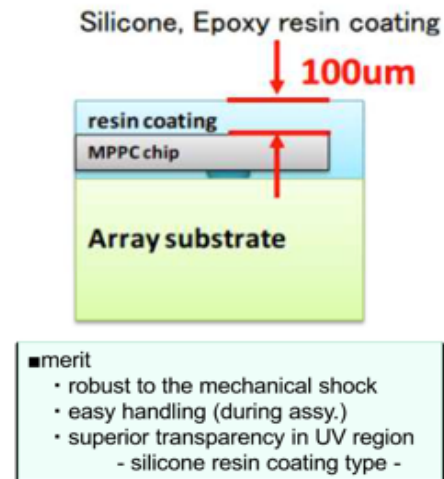 Silicone, Epoxy resin coating
100um
resin coating
MPPC chip
Array substrate
■merit
・robust to the mechanical shock
・easy handling (during assy.)
・superior transparency in UV region
- silicone resin coating type -